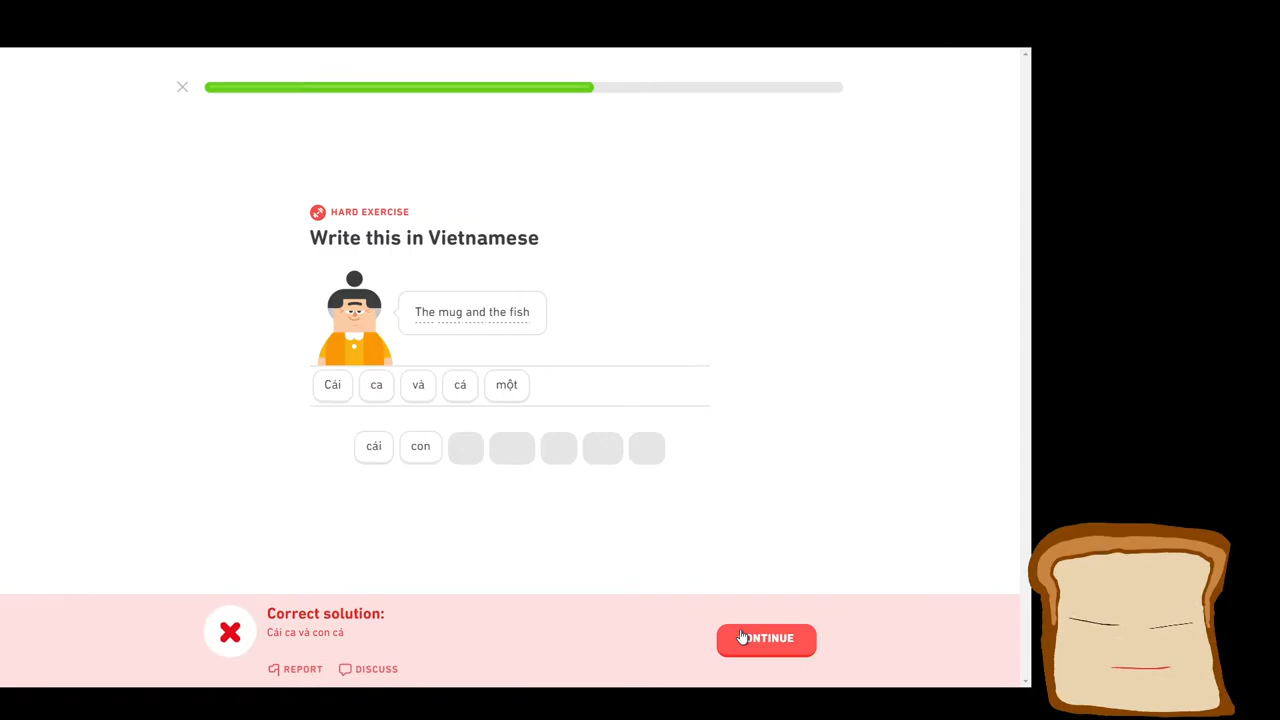 HARD EXERCISE
Write this in Vietnamese
The mug and the fish
Cái ca và cá một
cái con
Correct solution:
Cái ca và con cá
CONTINUE
REPORT DISCUSS